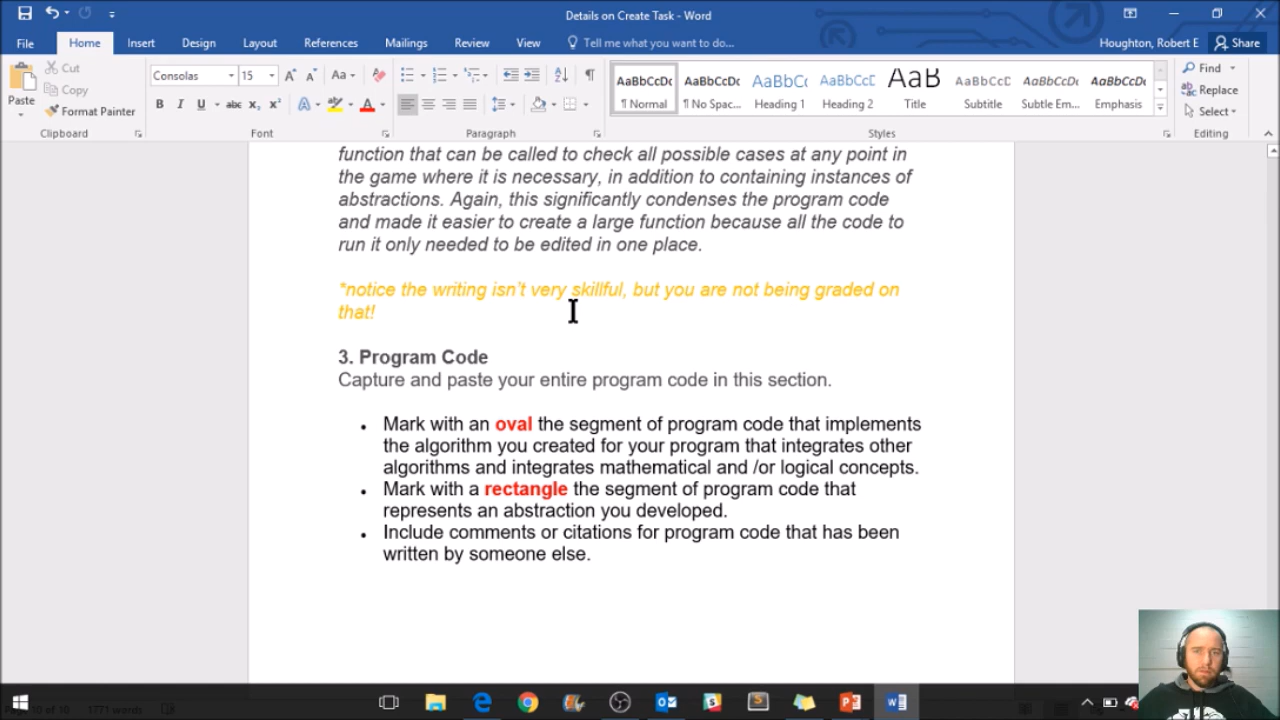 Details on Create Task - Word
File Home Insert Design Layout References Mailings Review View Tell me what you want to do... Houghton, Robert E Share
Paste Cut Copy Format Painter
Clipboard
Consolas 15 Aa
B I U abc x₂ x² A A
Font
Paragraph
AaBbCcDc AaBbCcDc AaBbCc AaBbCcC AaB AaBbCcC AaBbCcDc AaBbCcDc
¶ Normal ¶ No Spac... Heading 1 Heading 2 Title Subtitle Subtle Em... Emphasis
Styles
Find
Replace
Select
Editing
function that can be called to check all possible cases at any point in
the game where it is necessary, in addition to containing instances of
abstractions. Again, this significantly condenses the program code
and made it easier to create a large function because all the code to
run it only needed to be edited in one place.
*notice the writing isn't very skillful, but you are not being graded on
that!
3. Program Code
Capture and paste your entire program code in this section.
• Mark with an oval the segment of program code that implements
the algorithm you created for your program that integrates other
algorithms and integrates mathematical and /or logical concepts.
• Mark with a rectangle the segment of program code that
represents an abstraction you developed.
• Include comments or citations for program code that has been
written by someone else.
1771 words